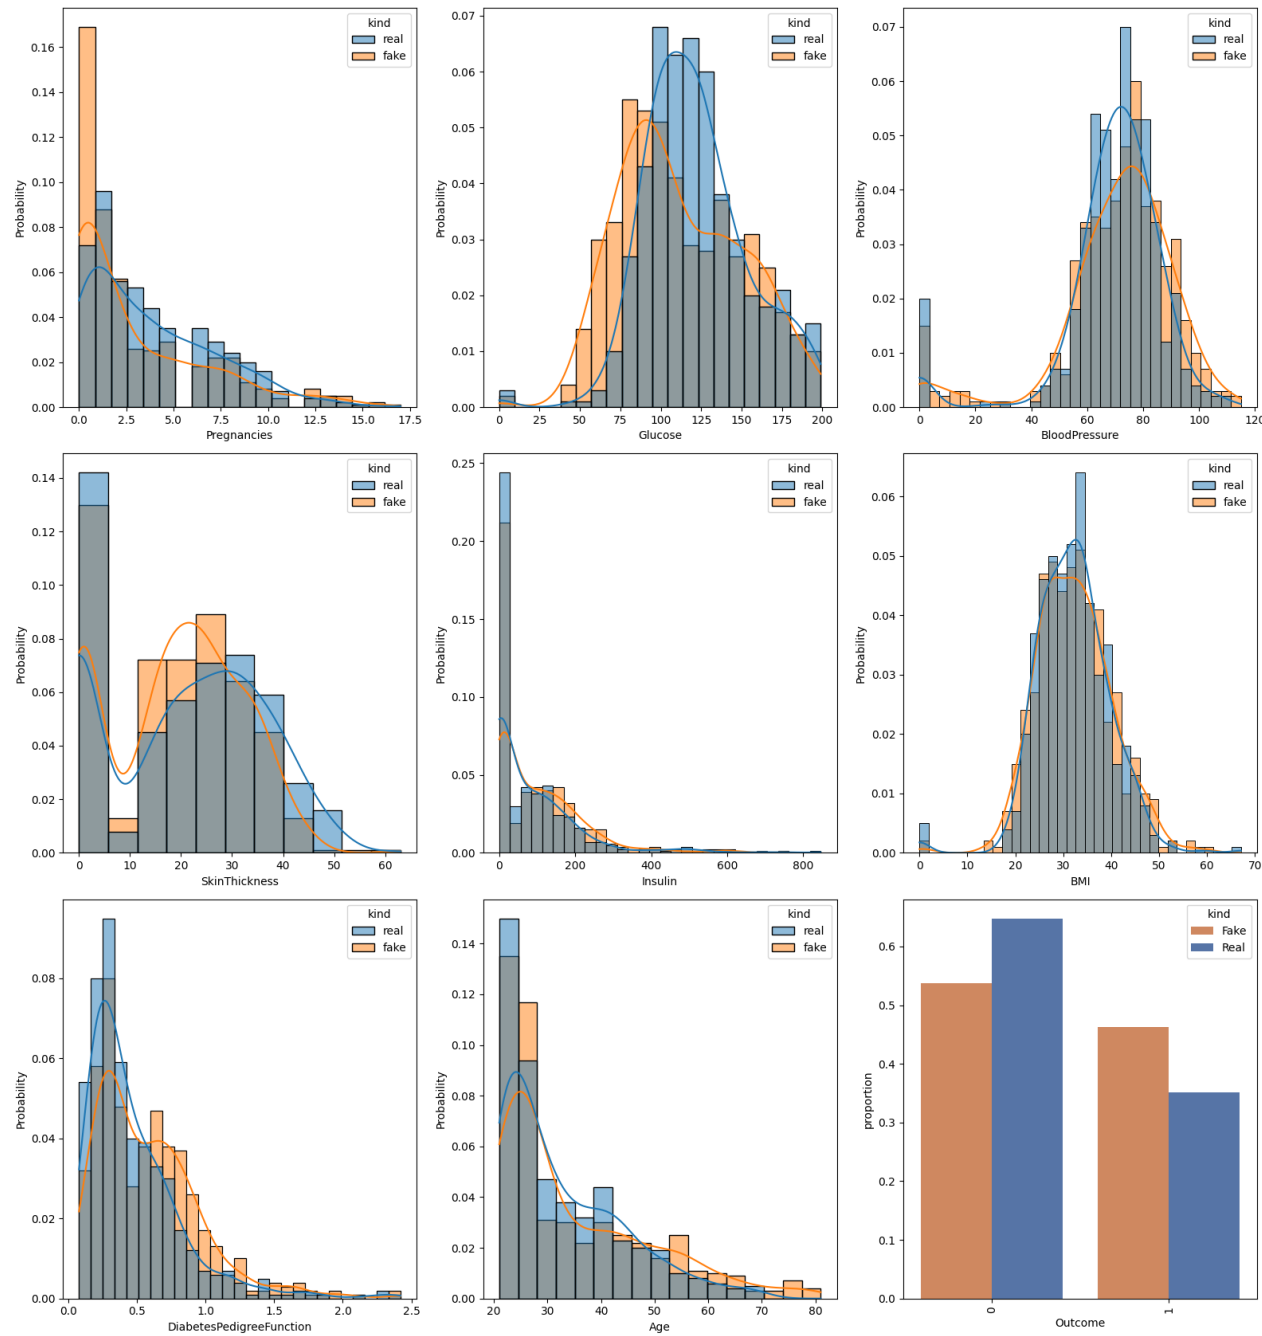 kind
real
fake
0.16
0.14
0.12
0.10
0.08
0.06
0.04
0.02
0.00
Probability
0.0 2.5 5.0 7.5 10.0 12.5 15.0 17.5
Pregnancies
kind
real
fake
0.07
0.06
0.05
0.04
0.03
0.02
0.01
0.00
Probability
0 25 50 75 100 125 150 175 200
Glucose
kind
real
fake
0.07
0.06
0.05
0.04
0.03
0.02
0.01
0.00
Probability
0 20 40 60 80 100 120
BloodPressure
kind
real
fake
0.14
0.12
0.10
0.08
0.06
0.04
0.02
0.00
Probability
0 10 20 30 40 50 60
SkinThickness
kind
real
fake
0.25
0.20
0.15
0.10
0.05
0.00
Probability
0 200 400 600 800
Insulin
kind
real
fake
0.06
0.05
0.04
0.03
0.02
0.01
0.00
Probability
0 10 20 30 40 50 60 70
BMI
kind
real
fake
0.08
0.06
0.04
0.02
0.00
Probability
0.0 0.5 1.0 1.5 2.0 2.5
DiabetesPedigreeFunction
kind
real
fake
0.14
0.12
0.10
0.08
0.06
0.04
0.02
0.00
Probability
20 30 40 50 60 70 80
Age
kind
Fake
Real
0.6
0.5
0.4
0.3
0.2
0.1
0.0
proportion
0 1
Outcome